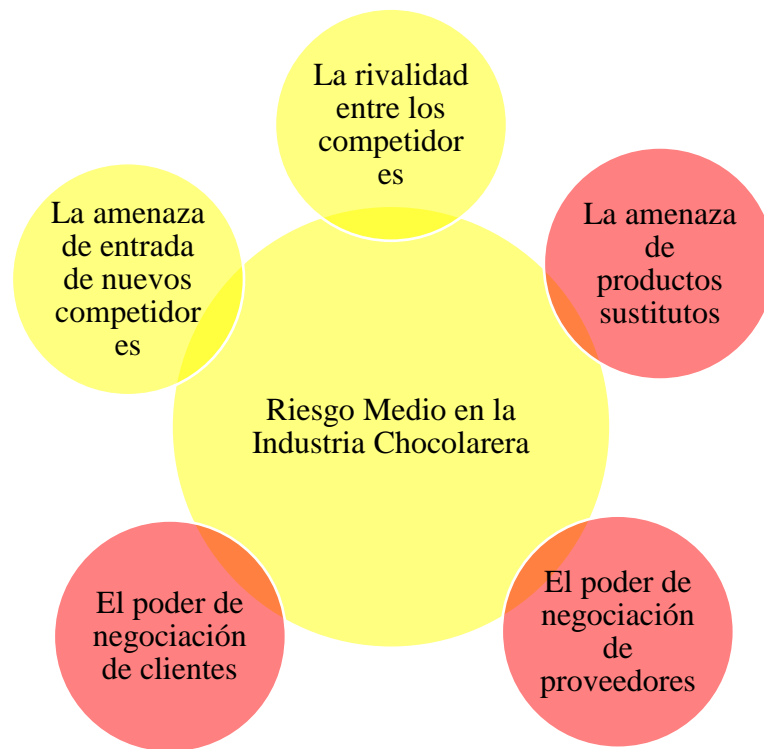 La rivalidad
entre los
competidor
es
La amenaza
de
productos
sustitutos
El poder de
negociación
de
proveedores
El poder de
negociación
de clientes
La amenaza
de entrada
de nuevos
competidor
es
Riesgo Medio en la
Industria Chocolarera